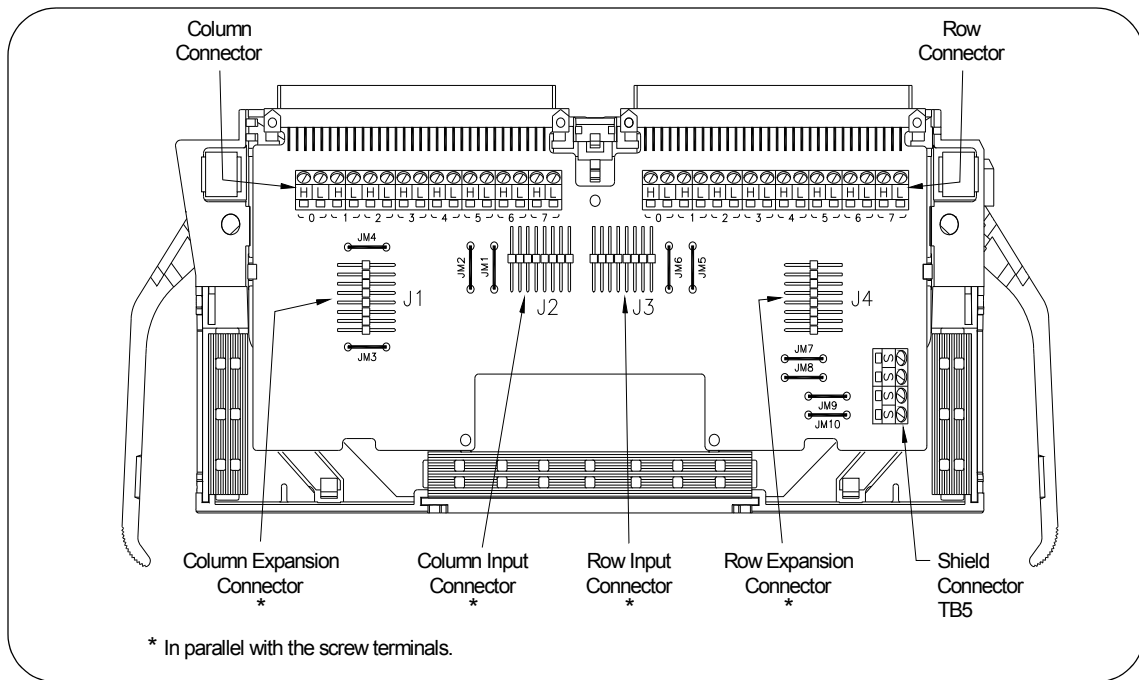 Column
Connector
Row
Connector
H L H L H L H L H L H L H L H L
0 1 2 3 4 5 6 7
H L H L H L H L H L H L H L H L
0 1 2 3 4 5 6 7
JM4
JM2
JM1
JM6
JM5
J1
J2
J3
J4
JM3
JM7
JM8
JM9
JM10
S
S
S
S
Column Expansion
Connector
*
Column Input
Connector
*
Row Input
Connector
*
Row Expansion
Connector
*
Shield
Connector
TB5
* In parallel with the screw terminals.